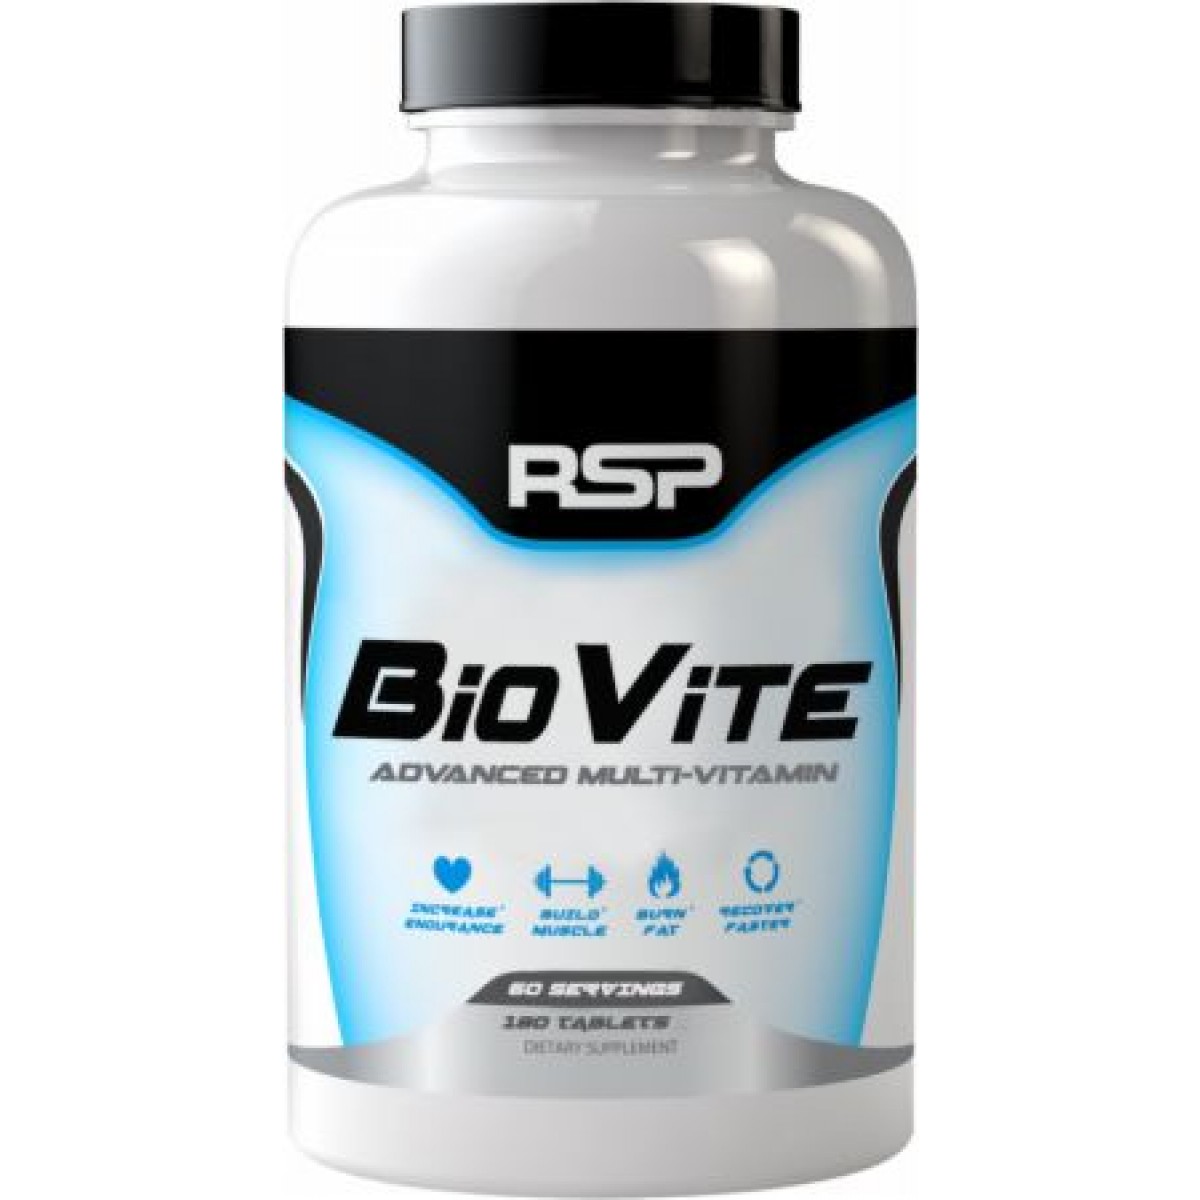 RSP
BioViTE
ADVANCED MULTI-VITAMIN
INCREASE*
ENDURANCE
BUILD*
MUSCLE
BURN*
FAT
RECOVER*
FASTER
60 SERVINGS
180 TABLETS
DIETARY SUPPLEMENT